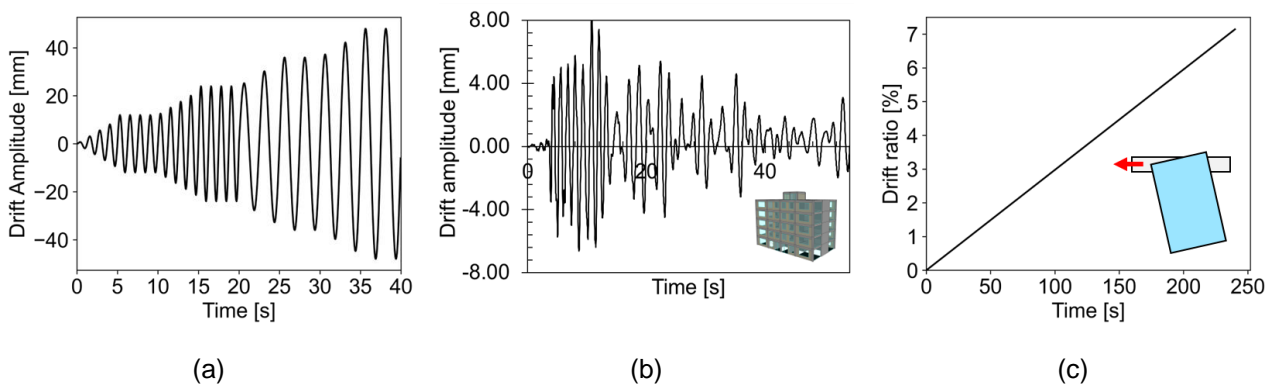 Drift Amplitude [mm]
40
20
0
−20
−40
0 5 10 15 20 25 30 35 40
Time [s]
(a)
Drift amplitude [mm]
8.00
4.00
0.00
-4.00
-8.00
0 20 40
Time [s]
(b)
Drift ratio [%]
7
6
5
4
3
2
1
0
0 50 100 150 200 250
Time [s]
(c)